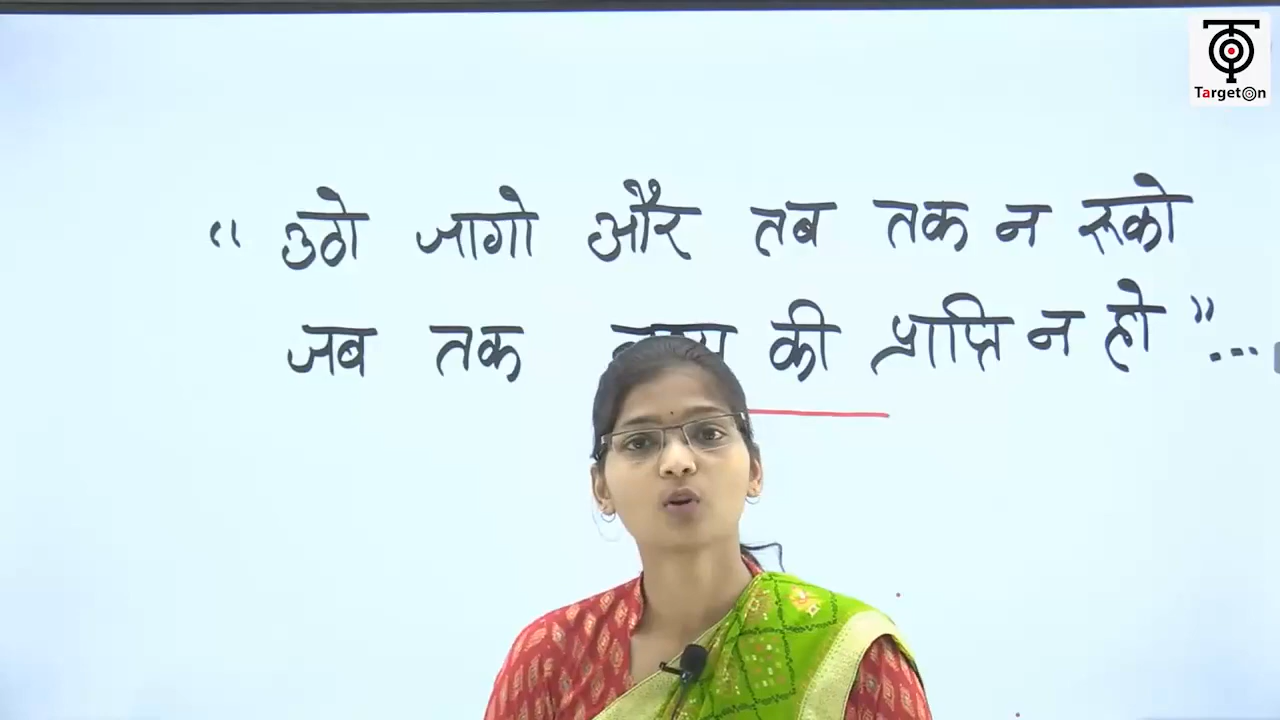 TargetOn
“ उठो जागो और तब तक न रूको
जब तक की प्राप्ति न हो ”...